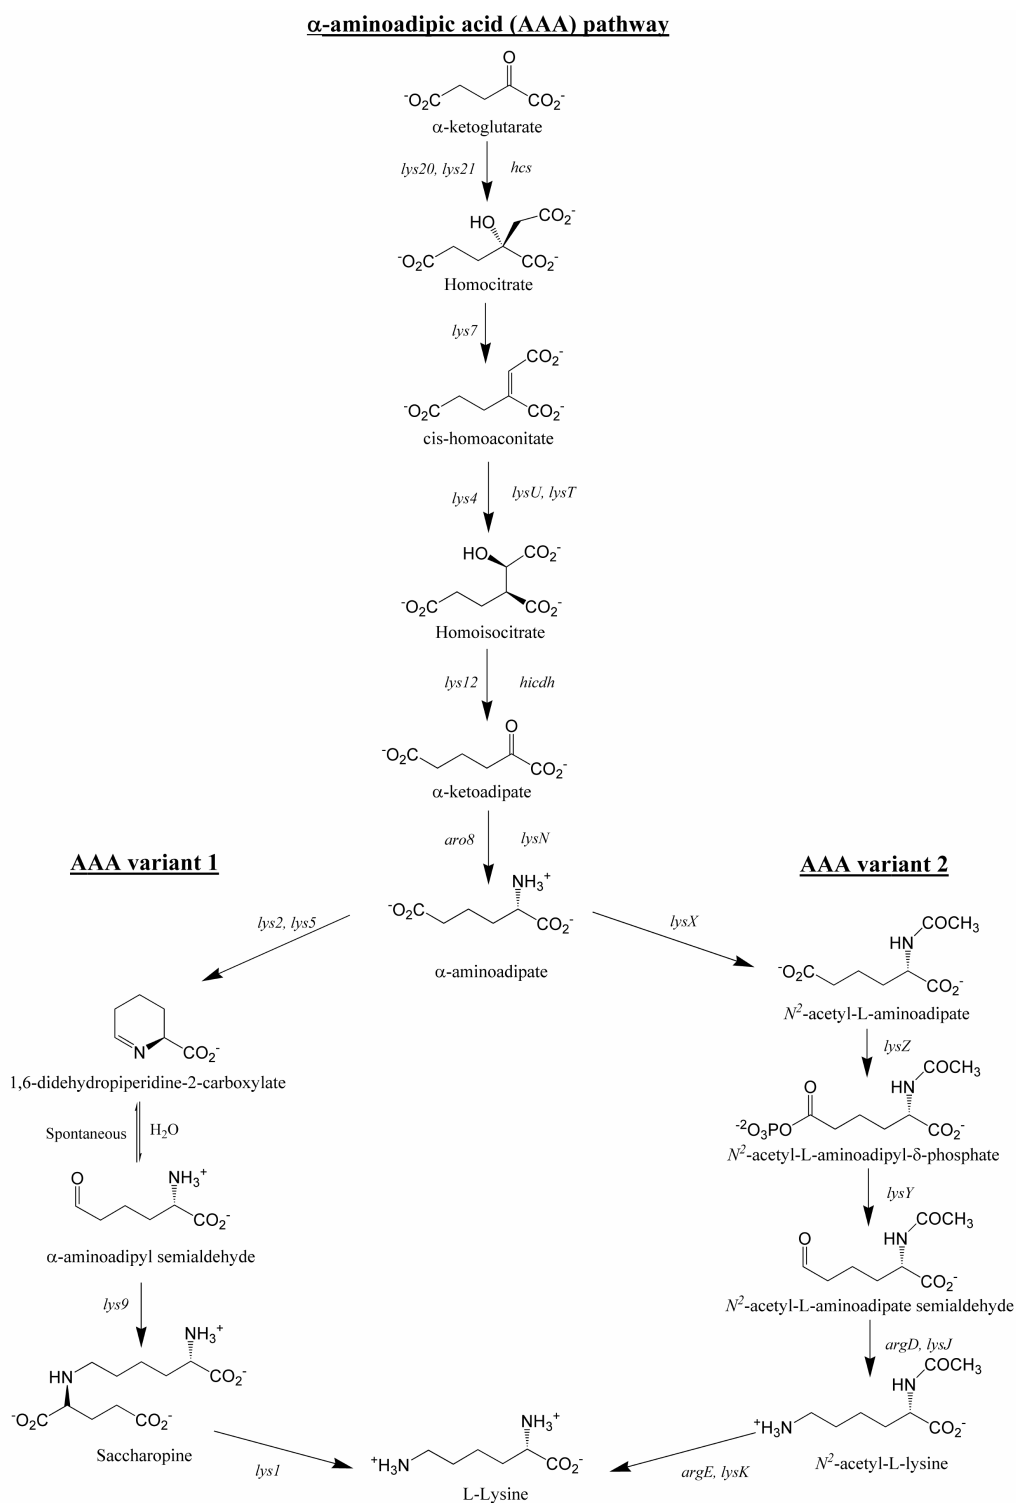 α-aminoadipic acid (AAA) pathway
O
⁻O₂C CO₂⁻
α-ketoglutarate
lys20, lys21 hcs
HO CO₂⁻
⁻O₂C CO₂⁻
Homocitrate
lys7
CO₂⁻
⁻O₂C CO₂⁻
cis-homoaconitate
lys4 lysU, lysT
HO CO₂⁻
⁻O₂C CO₂⁻
Homoisocitrate
lys12 hicdh
O
⁻O₂C CO₂⁻
α-ketoadipate
aro8 lysN
NH₃⁺
⁻O₂C CO₂⁻
α-aminoadipate
AAA variant 1
lys2, lys5
N CO₂⁻
1,6-didehydropiperidine-2-carboxylate
Spontaneous H₂O
O NH₃⁺
CO₂⁻
α-aminoadipyl semialdehyde
lys9
NH₃⁺
HN CO₂⁻
⁻O₂C CO₂⁻
Saccharopine
lys1
AAA variant 2
lysX
COCH₃
HN
⁻O₂C CO₂⁻
N²-acetyl-L-aminoadipate
lysZ
COCH₃
O HN
⁻²O₃PO CO₂⁻
N²-acetyl-L-aminoadipyl-δ-phosphate
lysY
COCH₃
O HN
CO₂⁻
N²-acetyl-L-aminoadipate semialdehyde
argD, lysJ
COCH₃
HN
⁺H₃N CO₂⁻
N²-acetyl-L-lysine
argE, lysK
NH₃⁺
⁺H₃N CO₂⁻
L-Lysine